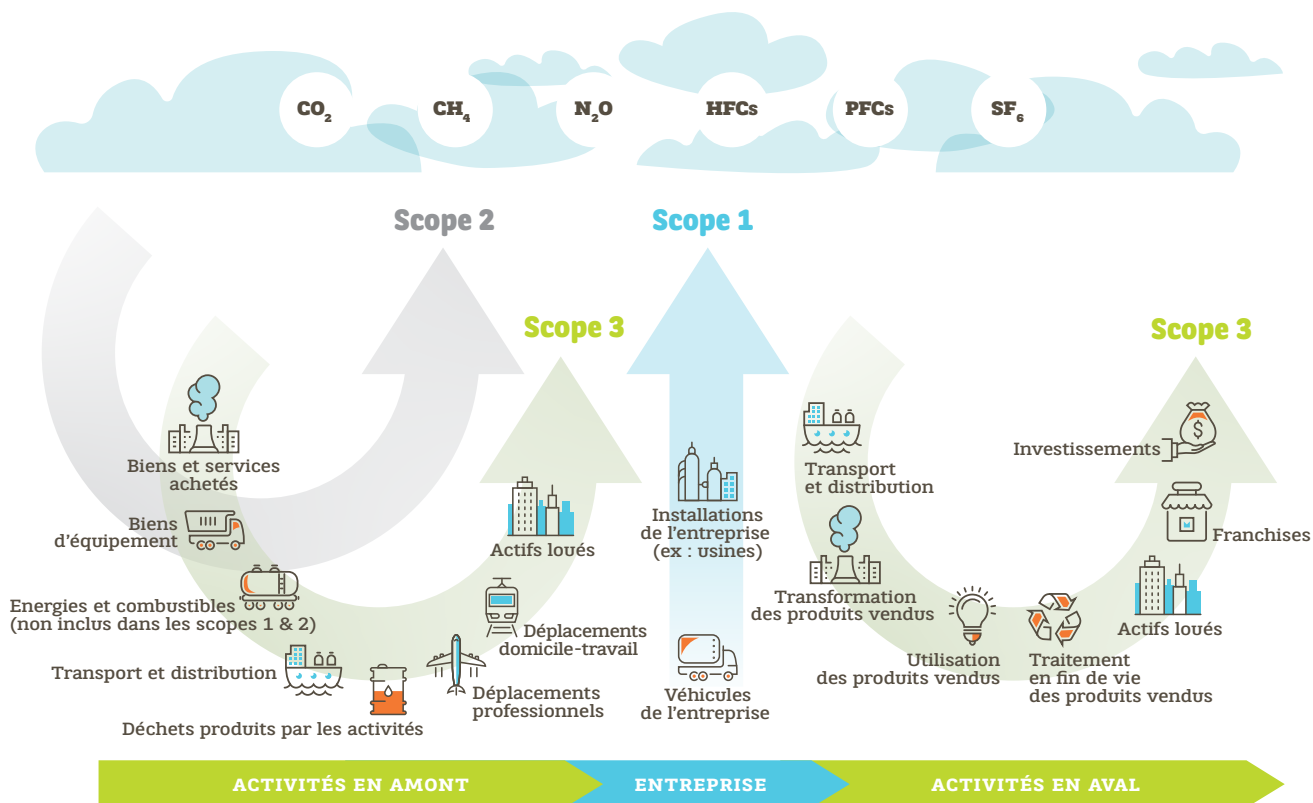 CO2
CH4
N2O
HFCs
PFCs
SF6
Scope 2
Scope 1
Scope 3
Scope 3
Biens et services
achetés
Biens
d'équipement
Energies et combustibles
(non inclus dans les scopes 1 & 2)
Transport et distribution
Déchets produits par les activités
Déplacements
professionnels
Déplacements
domicile-travail
Actifs loués
Installations
de l'entreprise
(ex : usines)
Véhicules
de l'entreprise
Transport
et distribution
Transformation
des produits vendus
Utilisation
des produits vendus
Traitement
en fin de vie
des produits vendus
Actifs loués
Franchises
Investissements
$
ACTIVITÉS EN AMONT
ENTREPRISE
ACTIVITÉS EN AVAL